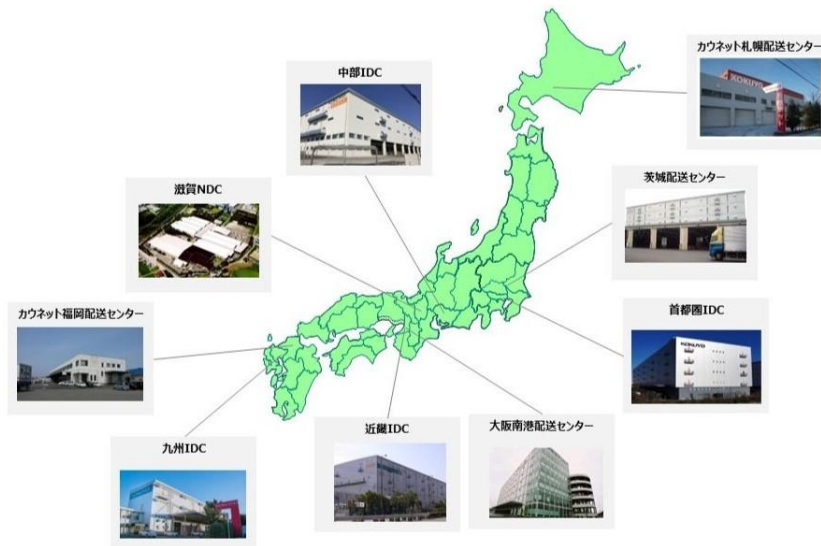 カウネット札幌配送センター
KOKUYO
中部IDC
茨城配送センター
滋賀NDC
カウネット福岡配送センター
首都圏IDC
KOKUYO
九州IDC
近畿IDC
大阪南港配送センター